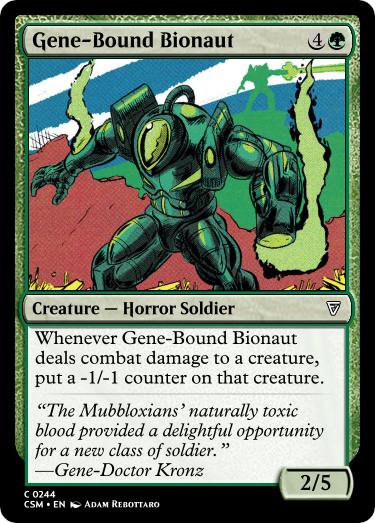 Gene-Bound Bionaut 4
Creature — Horror Soldier
Whenever Gene-Bound Bionaut
deals combat damage to a creature,
put a -1/-1 counter on that creature.
“The Mubbloxians’ naturally toxic
blood provided a delightful opportunity
for a new class of soldier.”
—Gene-Doctor Kronz
2/5
C 0244
CSM • EN Adam Rebottaro